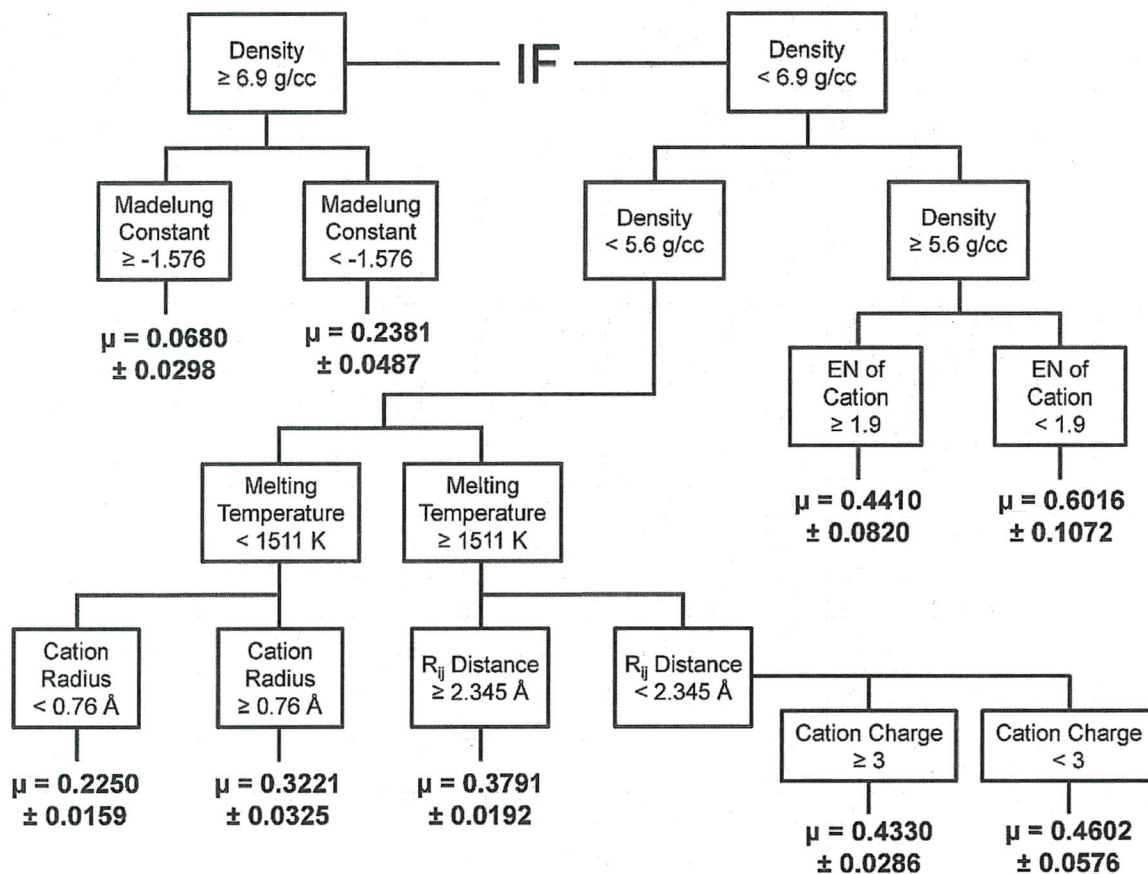 Density
≥ 6.9 g/cc
IF
Density
< 6.9 g/cc
Madelung
Constant
≥ -1.576
Madelung
Constant
< -1.576
Density
< 5.6 g/cc
Density
≥ 5.6 g/cc
μ = 0.0680
± 0.0298
μ = 0.2381
± 0.0487
EN of
Cation
≥ 1.9
EN of
Cation
< 1.9
μ = 0.4410
± 0.0820
μ = 0.6016
± 0.1072
Melting
Temperature
< 1511 K
Melting
Temperature
≥ 1511 K
Cation
Radius
< 0.76 Å
Cation
Radius
≥ 0.76 Å
Rij Distance
≥ 2.345 Å
Rij Distance
< 2.345 Å
Cation Charge
≥ 3
Cation Charge
< 3
μ = 0.2250
± 0.0159
μ = 0.3221
± 0.0325
μ = 0.3791
± 0.0192
μ = 0.4330
± 0.0286
μ = 0.4602
± 0.0576